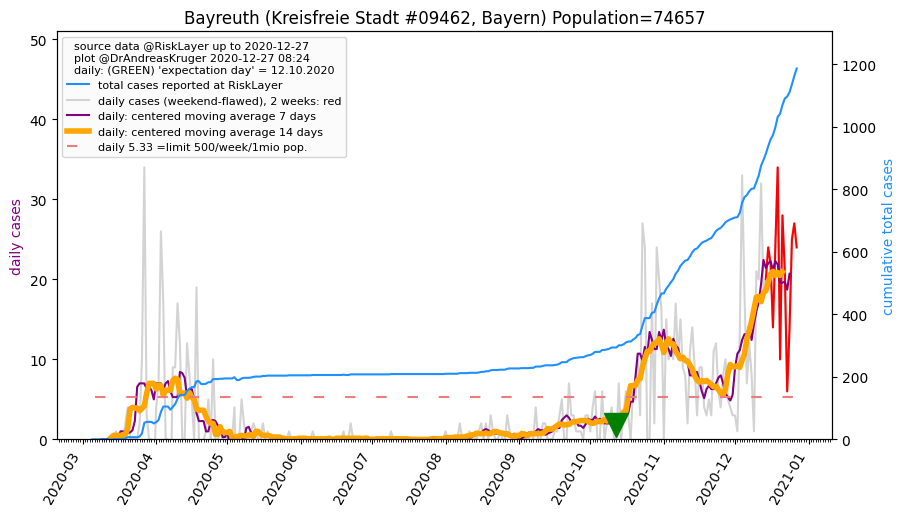 Bayreuth (Kreisfreie Stadt #09462, Bayern) Population=74657
source data @RiskLayer up to 2020-12-27
plot @DrAndreasKruger 2020-12-27 08:24
daily: (GREEN) 'expectation day' = 12.10.2020
total cases reported at RiskLayer
daily cases (weekend-flawed), 2 weeks: red
daily: centered moving average 7 days
daily: centered moving average 14 days
daily 5.33 =limit 500/week/1mio pop.
daily cases
50
40
30
20
10
0
cumulative total cases
1200
1000
800
600
400
200
0
2020-03
2020-04
2020-05
2020-06
2020-07
2020-08
2020-09
2020-10
2020-11
2020-12
2021-01